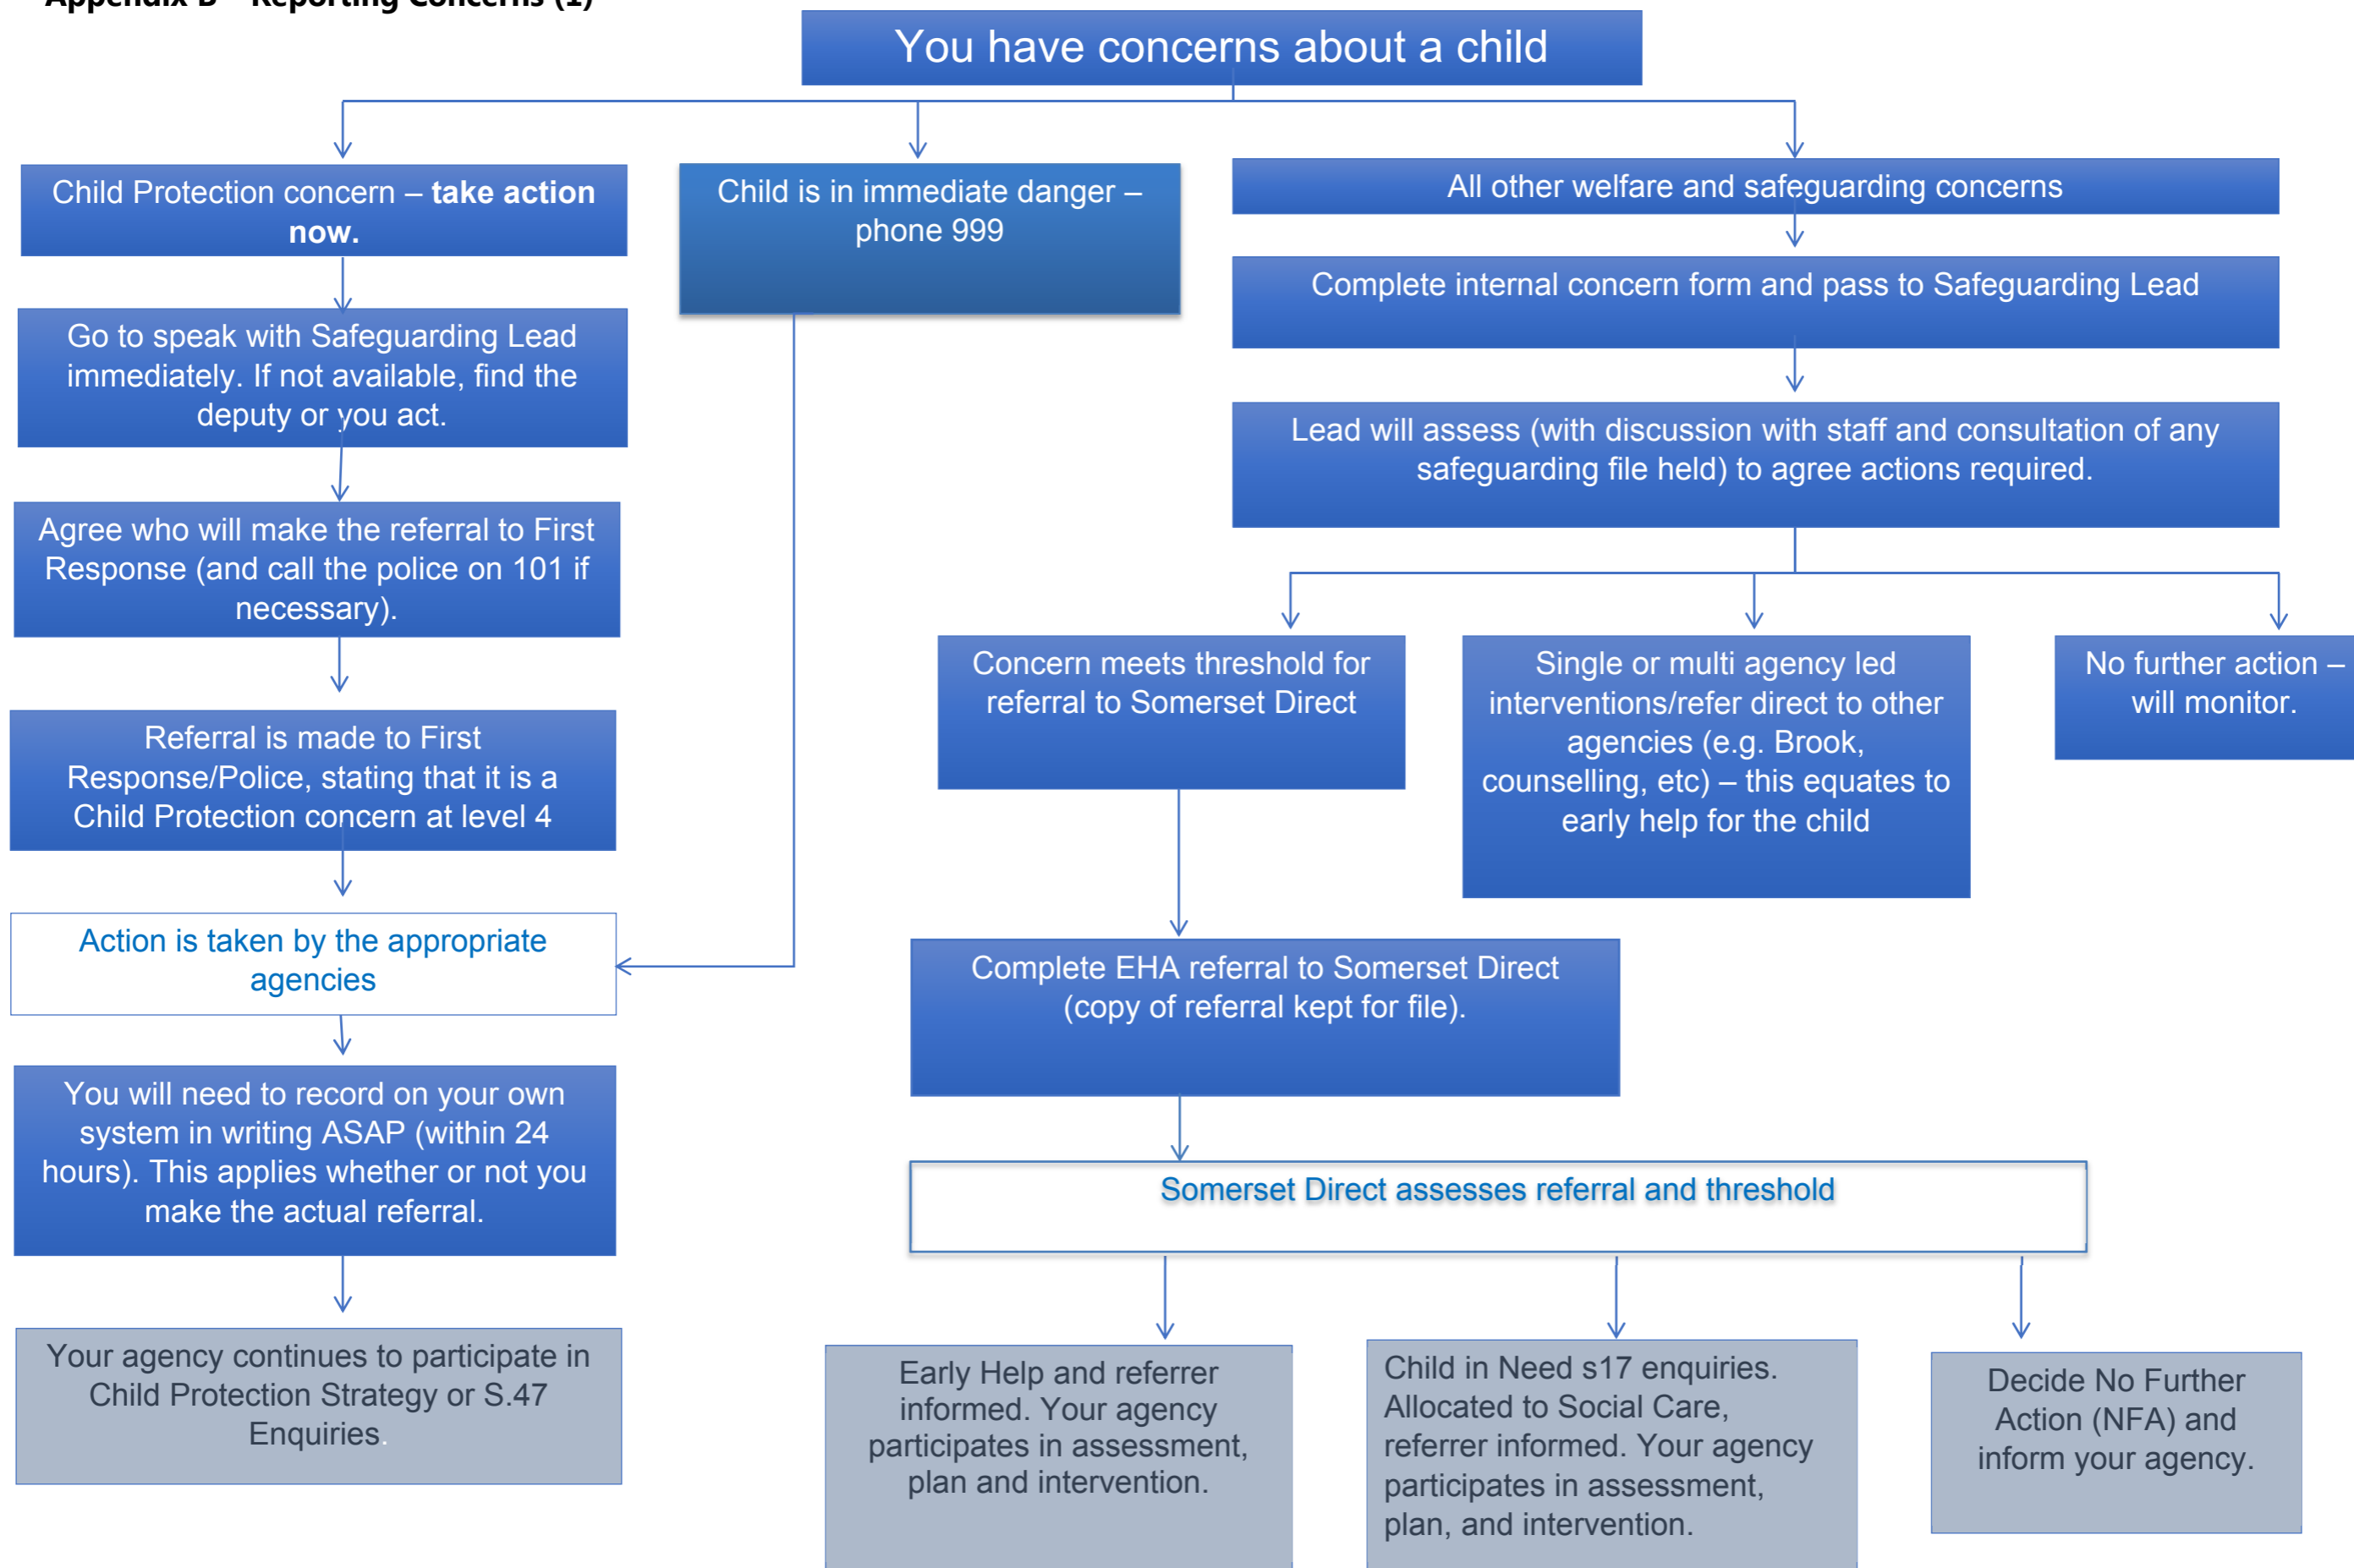 Appendix B – Reporting Concerns (1)
You have concerns about a child
Child Protection concern – take action
now.
Go to speak with Safeguarding Lead
immediately. If not available, find the
deputy or you act.
Agree who will make the referral to First
Response (and call the police on 101 if
necessary).
Referral is made to First
Response/Police, stating that it is a
Child Protection concern at level 4
Action is taken by the appropriate
agencies
You will need to record on your own
system in writing ASAP (within 24
hours). This applies whether or not you
make the actual referral.
Your agency continues to participate in
Child Protection Strategy or S.47
Enquiries.
Child is in immediate danger –
phone 999
All other welfare and safeguarding concerns
Complete internal concern form and pass to Safeguarding Lead
Lead will assess (with discussion with staff and consultation of any
safeguarding file held) to agree actions required.
Concern meets threshold for
referral to Somerset Direct
Single or multi agency led
interventions/refer direct to other
agencies (e.g. Brook,
counselling, etc) – this equates to
early help for the child
No further action –
will monitor.
Complete EHA referral to Somerset Direct
(copy of referral kept for file).
Somerset Direct assesses referral and threshold
Early Help and referrer
informed. Your agency
participates in assessment,
plan and intervention.
Child in Need s17 enquiries.
Allocated to Social Care,
referrer informed. Your agency
participates in assessment,
plan, and intervention.
Decide No Further
Action (NFA) and
inform your agency.